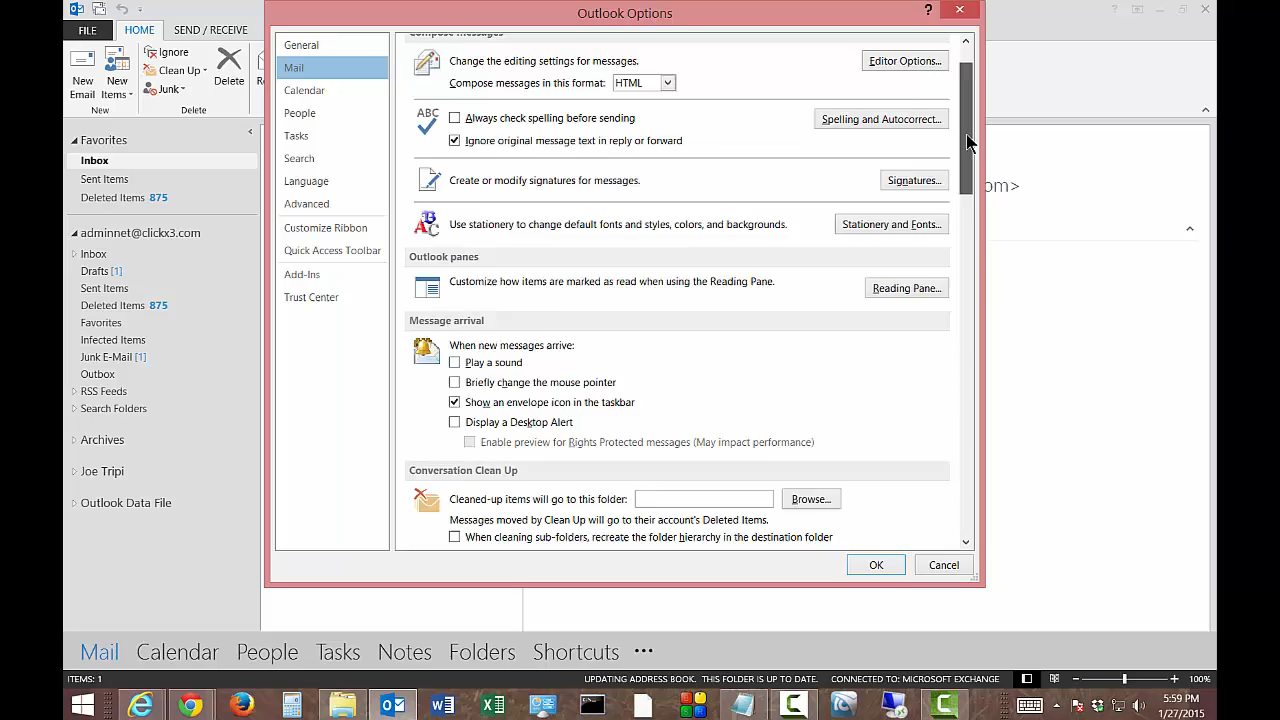 Outlook Options
?
FILE
HOME
SEND / RECEIVE
New
Email
New
Items
New
Ignore
Clean Up
Junk
Delete
Delete
Favorites
Inbox
Sent Items
Deleted Items 875
adminnet@clickx3.com
Inbox
Drafts [1]
Sent Items
Deleted Items 875
Favorites
Infected Items
Junk E-Mail [1]
Outbox
RSS Feeds
Search Folders
Archives
Joe Tripi
Outlook Data File
General
Mail
Calendar
People
Tasks
Search
Language
Advanced
Customize Ribbon
Quick Access Toolbar
Add-Ins
Trust Center
Compose messages
Change the editing settings for messages.
Editor Options...
Compose messages in this format: HTML
ABC
Always check spelling before sending
Spelling and Autocorrect...
Ignore original message text in reply or forward
Create or modify signatures for messages.
Signatures...
Use stationery to change default fonts and styles, colors, and backgrounds.
Stationery and Fonts...
Outlook panes
Customize how items are marked as read when using the Reading Pane.
Reading Pane...
Message arrival
When new messages arrive:
Play a sound
Briefly change the mouse pointer
Show an envelope icon in the taskbar
Display a Desktop Alert
Enable preview for Rights Protected messages (May impact performance)
Conversation Clean Up
Cleaned-up items will go to this folder:
Browse...
Messages moved by Clean Up will go to their account's Deleted Items.
When cleaning sub-folders, recreate the folder hierarchy in the destination folder
OK
Cancel
om>
Mail Calendar People Tasks Notes Folders Shortcuts •••
ITEMS: 1
UPDATING ADDRESS BOOK. THIS FOLDER IS UP TO DATE. CONNECTED TO: MICROSOFT EXCHANGE
100%
5:59 PM
1/27/2015